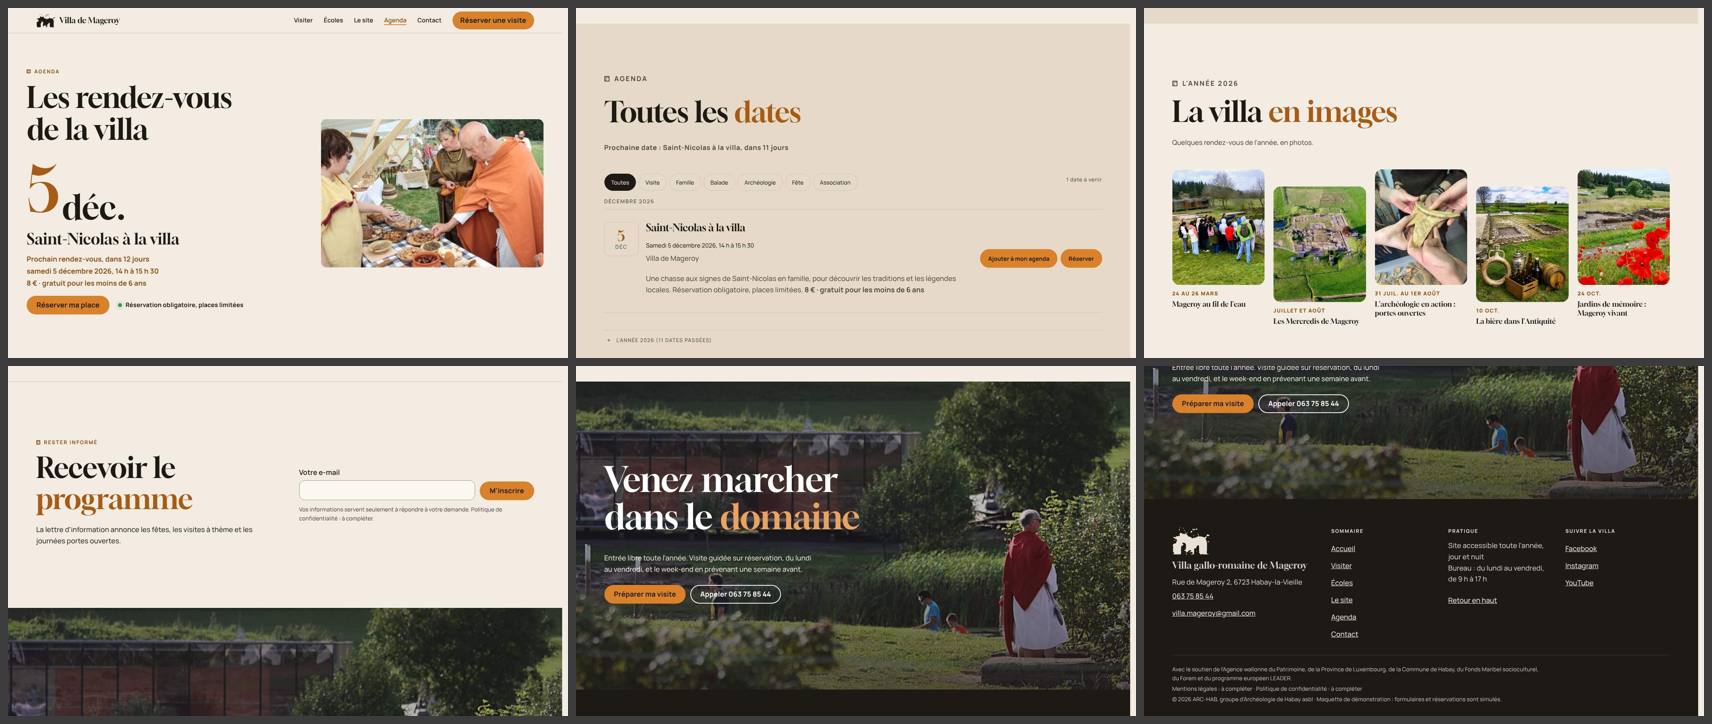 Villa de Mageroy
Visiter
Écoles
Le site
Agenda
Contact
Réserver une visite
AGENDA
Les rendez-vous
de la villa
5 déc.
Saint-Nicolas à la villa
Prochain rendez-vous, dans 12 jours
samedi 5 décembre 2026, 14 h à 15 h 30
8 € · gratuit pour les moins de 6 ans
Réserver ma place
Réservation obligatoire, places limitées
AGENDA
Toutes les dates
Prochaine date : Saint-Nicolas à la villa, dans 11 jours
Toutes
Visite
Famille
Balade
Archéologie
Fête
Association
1 date à venir
DÉCEMBRE 2026
5
DÉC
Saint-Nicolas à la villa
Samedi 5 décembre 2026, 14 h à 15 h 30
Villa de Mageroy
Une chasse aux signes de Saint-Nicolas en famille, pour découvrir les traditions et les légendes
locales. Réservation obligatoire, places limitées. 8 € · gratuit pour les moins de 6 ans
Ajouter à mon agenda
Réserver
+ L'ANNÉE 2026 (11 DATES PASSÉES)
L'ANNÉE 2026
La villa en images
Quelques rendez-vous de l'année, en photos.
24 AU 26 MARS
Mageroy au fil de l'eau
JUILLET ET AOÛT
Les Mercredis de Mageroy
31 JUIL. AU 1ER AOÛT
L'archéologie en action :
portes ouvertes
10 OCT.
La bière dans l'Antiquité
24 OCT.
Jardins de mémoire :
Mageroy vivant
RESTER INFORMÉ
Recevoir le
programme
La lettre d'information annonce les fêtes, les visites à thème et les
journées portes ouvertes.
Votre e-mail
M'inscrire
Vos informations servent seulement à répondre à votre demande. Politique de
confidentialité : à compléter.
Venez marcher
dans le domaine
Entrée libre toute l'année. Visite guidée sur réservation, du lundi
au vendredi, et le week-end en prévenant une semaine avant.
Préparer ma visite
Appeler 063 75 85 44
Entrée libre toute l'année. Visite guidée sur réservation, du lundi
au vendredi, et le week-end en prévenant une semaine avant.
Préparer ma visite
Appeler 063 75 85 44
Villa gallo-romaine de Mageroy
Rue de Mageroy 2, 6723 Habay-la-Vieille
063 75 85 44
villa.mageroy@gmail.com
SOMMAIRE
Accueil
Visiter
Écoles
Le site
Agenda
Contact
PRATIQUE
Site accessible toute l'année,
jour et nuit
Bureau : du lundi au vendredi,
de 9 h à 17 h
Retour en haut
SUIVRE LA VILLA
Facebook
Instagram
YouTube
Avec le soutien de l'Agence wallonne du Patrimoine, de la Province de Luxembourg, de la Commune de Habay, du Fonds Maribel socioculturel,
du Forem et du programme européen LEADER.
Mentions légales : à compléter · Politique de confidentialité : à compléter
© 2026 ARC-HAB, groupe d'Archéologie de Habay asbl · Maquette de démonstration : formulaires et réservations sont simulés.